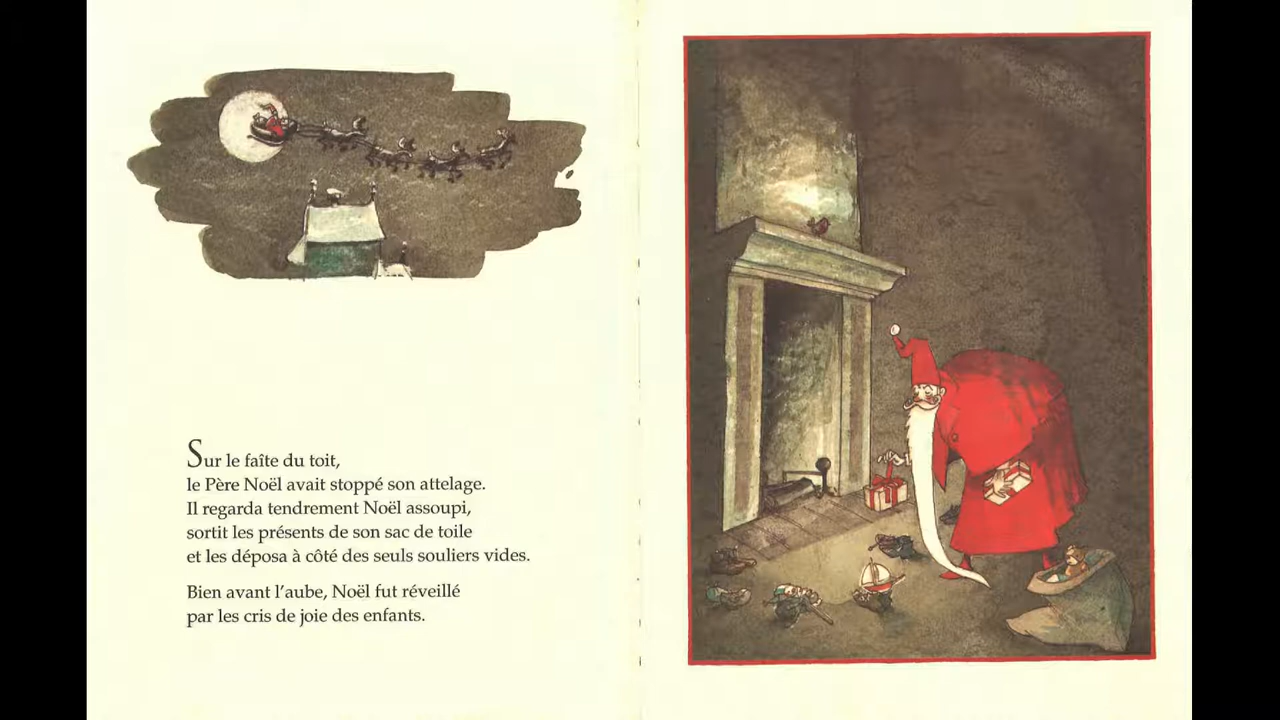 Sur le faîte du toit,
le Père Noël avait stoppé son attelage.
Il regarda tendrement Noël assoupi,
sortit les présents de son sac de toile
et les déposa à côté des seuls souliers vides.
Bien avant l'aube, Noël fut réveillé
par les cris de joie des enfants.